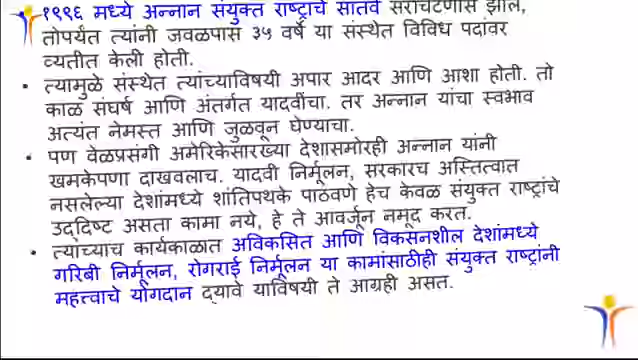 १९९६ मध्ये अन्नान संयुक्त राष्ट्रांचे सातवे सरचिटणीस झाले,
तोपर्यंत त्यांनी जवळपास ३५ वर्षे या संस्थेत विविध पदांवर
व्यतीत केली होती.
• त्यामुळे संस्थेत त्यांच्याविषयी अपार आदर आणि आशा होती. तो
काळ संघर्ष आणि अंतर्गत यादवींचा. तर अन्नान यांचा स्वभाव
अत्यंत नेमस्त आणि जुळवून घेण्याचा.
• पण वेळप्रसंगी अमेरिकेसारख्या देशासमोरही अन्नान यांनी
खमकेपणा दाखवलाच. यादवी निर्मूलन, सरकारच अस्तित्वात
नसलेल्या देशांमध्ये शांतिपथके पाठवणे हेच केवळ संयुक्त राष्ट्रांचे
उद्दिष्ट असता कामा नये, हे ते आवर्जून नमूद करत.
• त्यांच्याच कार्यकाळात अविकसित आणि विकसनशील देशांमध्ये
गरिबी निर्मूलन, रोगराई निर्मूलन या कामांसाठीही संयुक्त राष्ट्रांनी
महत्त्वाचे योगदान द्यावे याविषयी ते आग्रही असत.